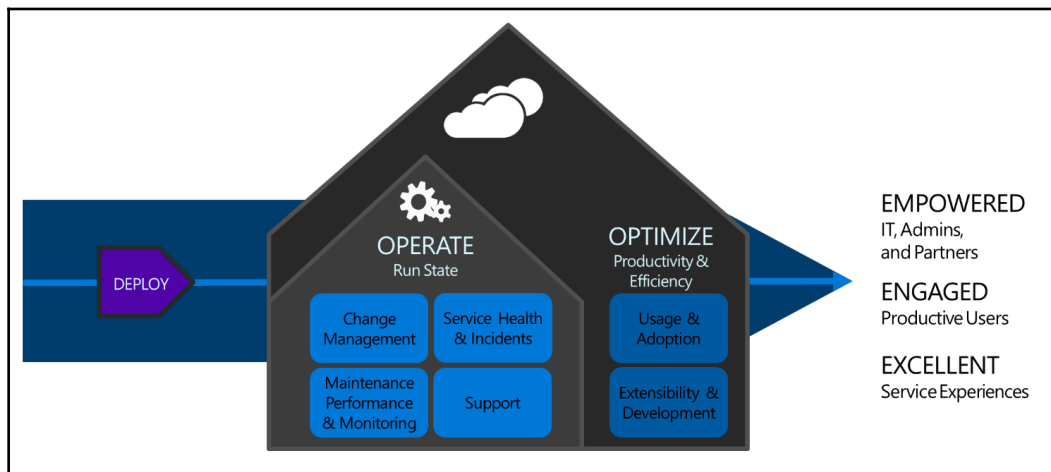 DEPLOY
OPERATE
Run State
Change
Management
Service Health
& Incidents
Maintenance
Performance
& Monitoring
Support
OPTIMIZE
Productivity &
Efficiency
Usage &
Adoption
Extensibility &
Development
EMPOWERED
IT, Admins,
and Partners
ENGAGED
Productive Users
EXCELLENT
Service Experiences